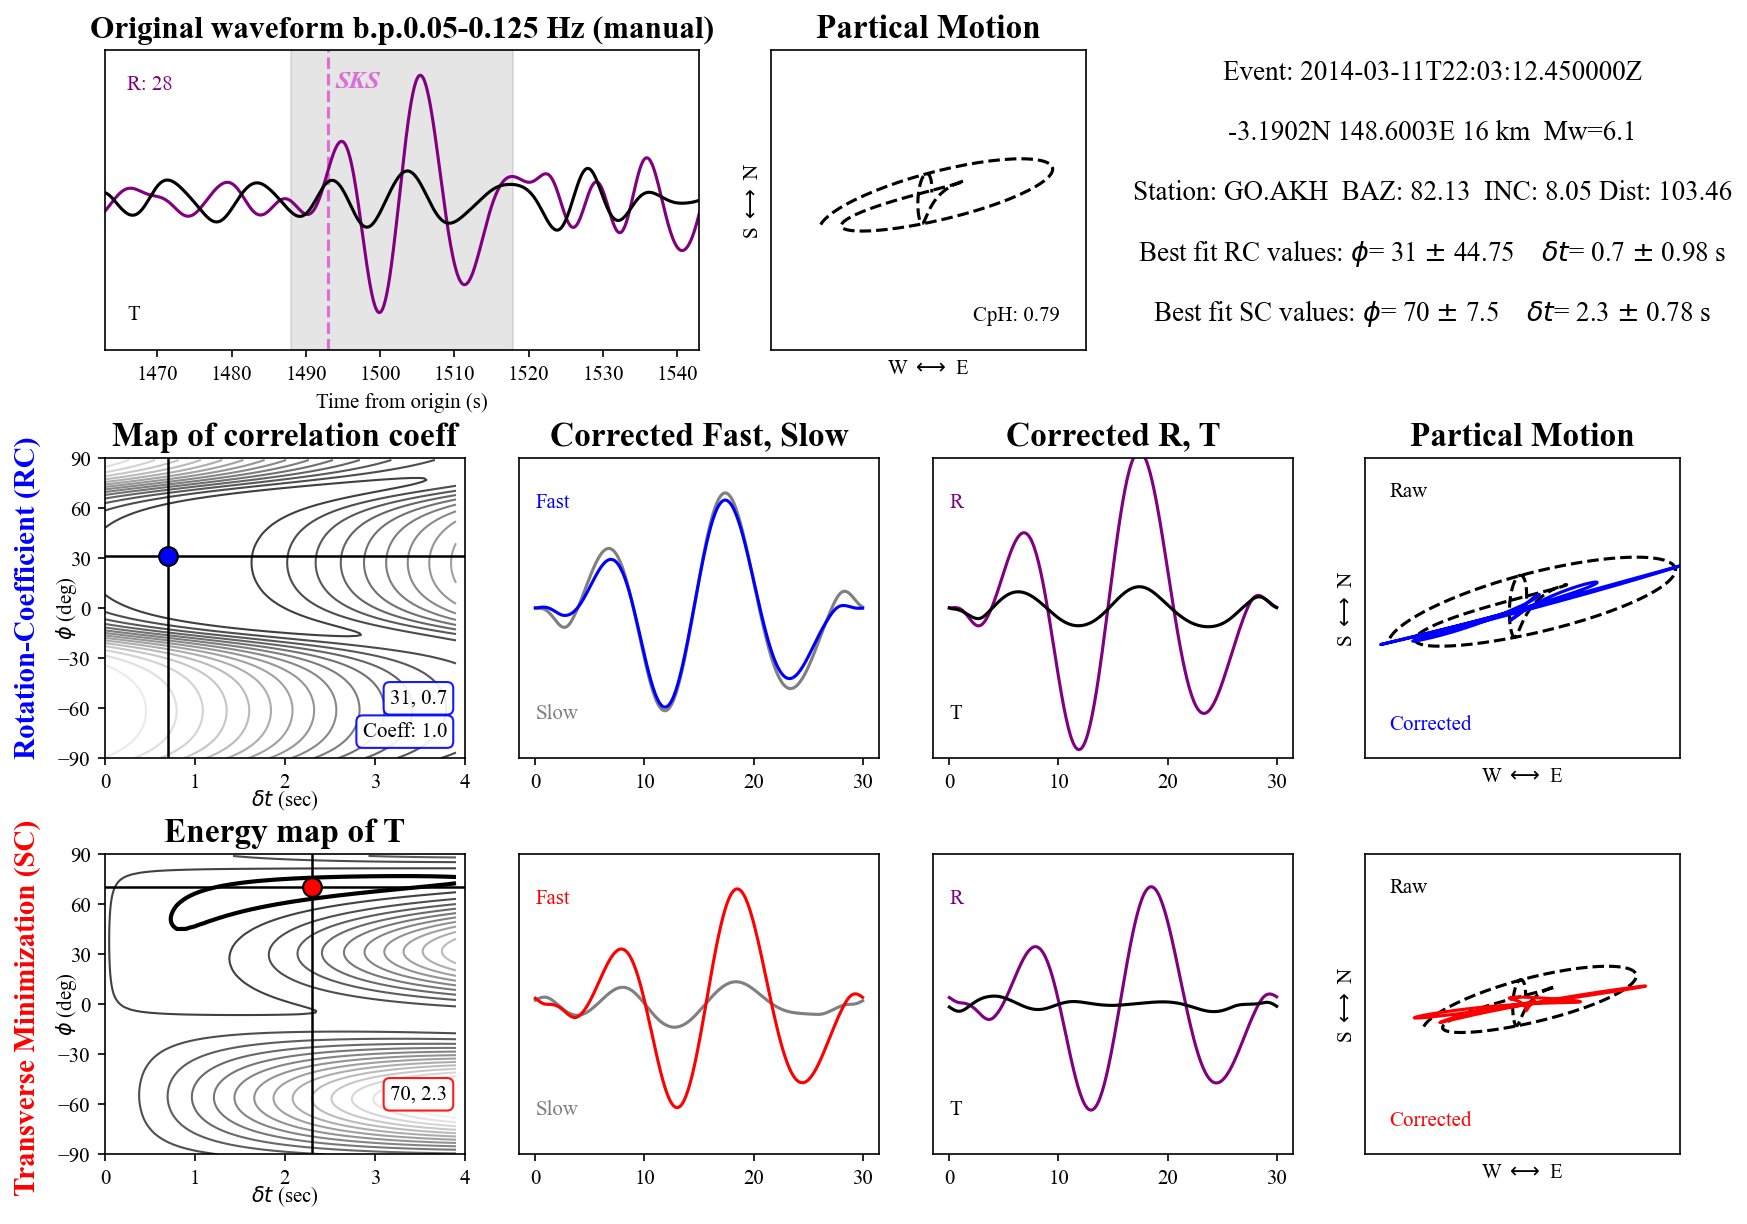 Original waveform b.p.0.05-0.125 Hz (manual)
R: 28
SKS
T
1470 1480 1490 1500 1510 1520 1530 1540
Time from origin (s)
Partical Motion
S ⟷ N
CpH: 0.79
W ⟷ E
Event: 2014-03-11T22:03:12.450000Z
-3.1902N 148.6003E 16 km Mw=6.1
Station: GO.AKH BAZ: 82.13 INC: 8.05 Dist: 103.46
Best fit RC values: ϕ= 31 ± 44.75 δt= 0.7 ± 0.98 s
Best fit SC values: ϕ= 70 ± 7.5 δt= 2.3 ± 0.78 s
Rotation-Coefficient (RC)
Map of correlation coeff
90
60
30
0
−30
−60
−90
ϕ (deg)
31, 0.7
Coeff: 1.0
0 1 2 3 4
δt (sec)
Corrected Fast, Slow
Fast
Slow
0 10 20 30
Corrected R, T
R
T
0 10 20 30
Partical Motion
Raw
S ⟷ N
Corrected
W ⟷ E
Transverse Minimization (SC)
Energy map of T
90
60
30
0
−30
−60
−90
ϕ (deg)
70, 2.3
0 1 2 3 4
δt (sec)
Fast
Slow
0 10 20 30
R
T
0 10 20 30
Raw
S ⟷ N
Corrected
W ⟷ E